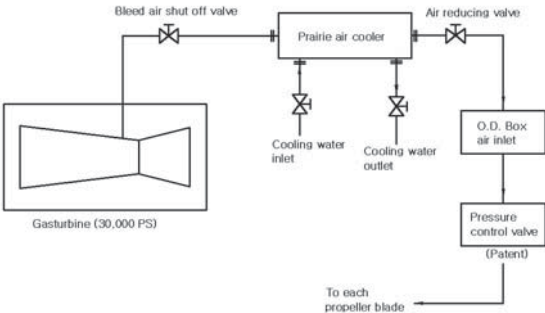 Bleed air shut off valve
Air reducing valve
Prairie air cooler
Cooling water
inlet
Cooling water
outlet
O.D. Box
air inlet
Gasturbine (30,000 PS)
Pressure
control valve
(Patent)
To each
propeller blade